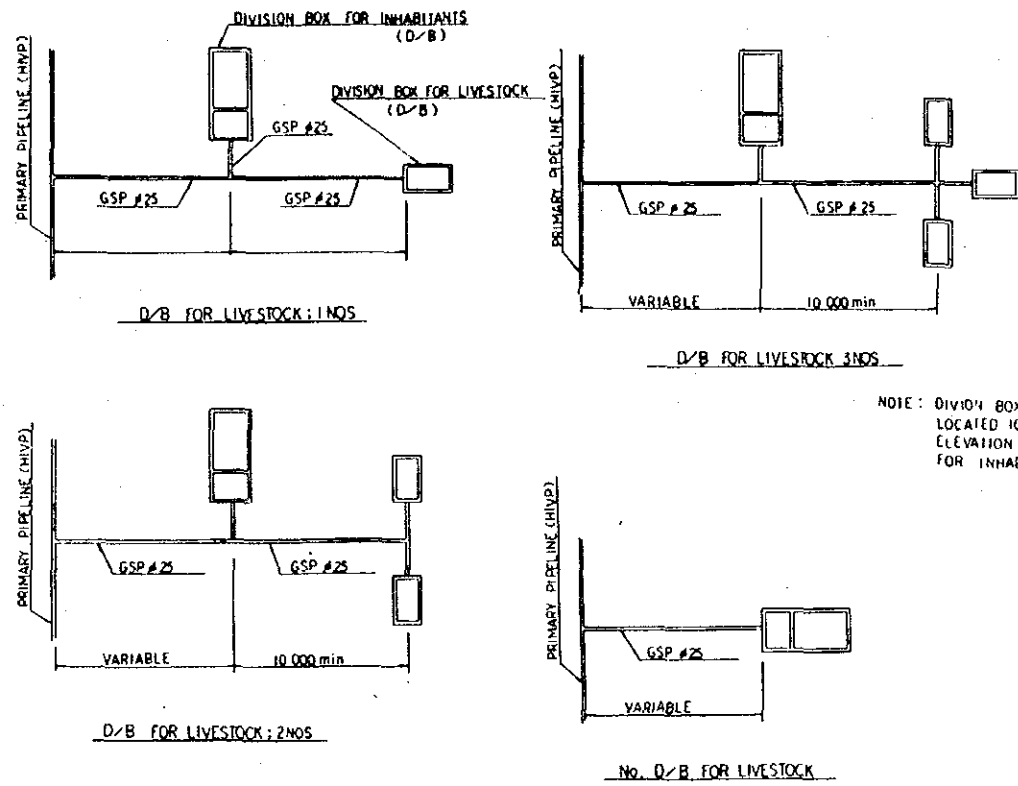 DIVISION BOX FOR INHABITANTS
(D/B)
DIVISION BOX FOR LIVESTOCK
(D/B)
PRIMARY PIPELINE (HIVP)
GSP ø25
GSP ø25
GSP ø25
D/B FOR LIVESTOCK; 1NOS
PRIMARY PIPELINE (HIVP)
GSP ø25
GSP ø25
VARIABLE
10 000 min
D/B FOR LIVESTOCK 3NOS
NOTE: DIVION BOX
LOCATED
ELEVATION
FOR
PRIMARY PIPELINE (HIVP)
GSP ø25
GSP ø25
VARIABLE
10 000 min
D/B FOR LIVESTOCK; 2NOS
PRIMARY PIPELINE (HIVP)
GSP ø25
VARIABLE
No. D/B FOR LIVESTOCK